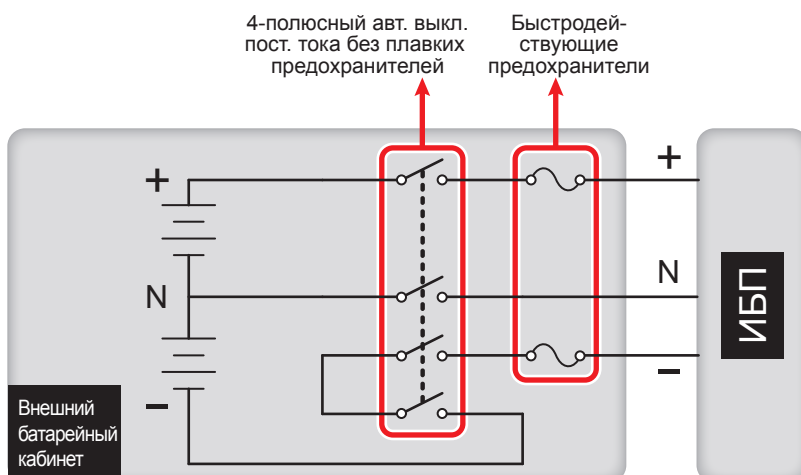 4-полюсный авт. выкл.
пост. тока без плавких
предохранителей
Быстродей-
ствующие
предохранители
+
+
N
N
ИБП
–
–
Внешний
батарейный
кабинет